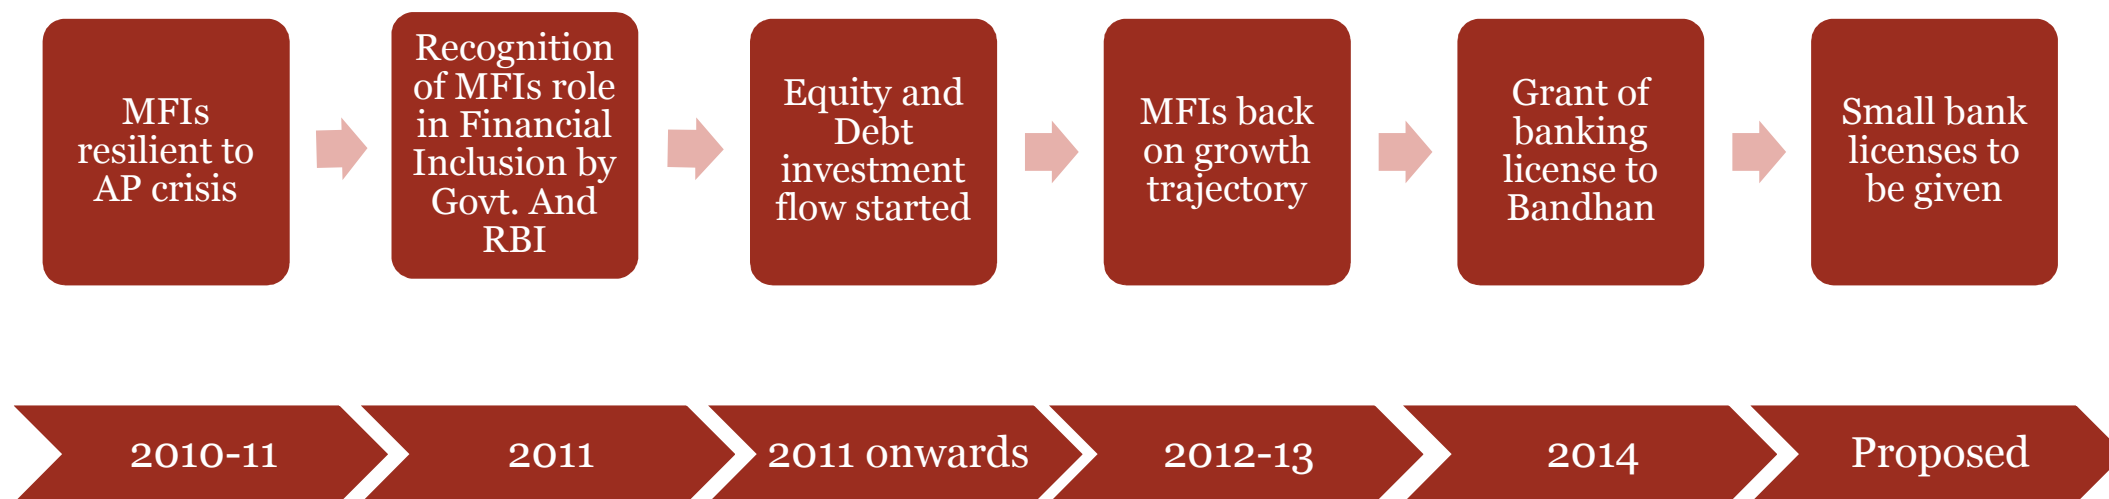 MFIs
resilient to
AP crisis
Recognition
of MFIs role
in Financial
Inclusion by
Govt. And
RBI
Equity and
Debt
investment
flow started
MFIs back
on growth
trajectory
Grant of
banking
license to
Bandhan
Small bank
licenses to
be given
2010-11
2011
2011 onwards
2012-13
2014
Proposed